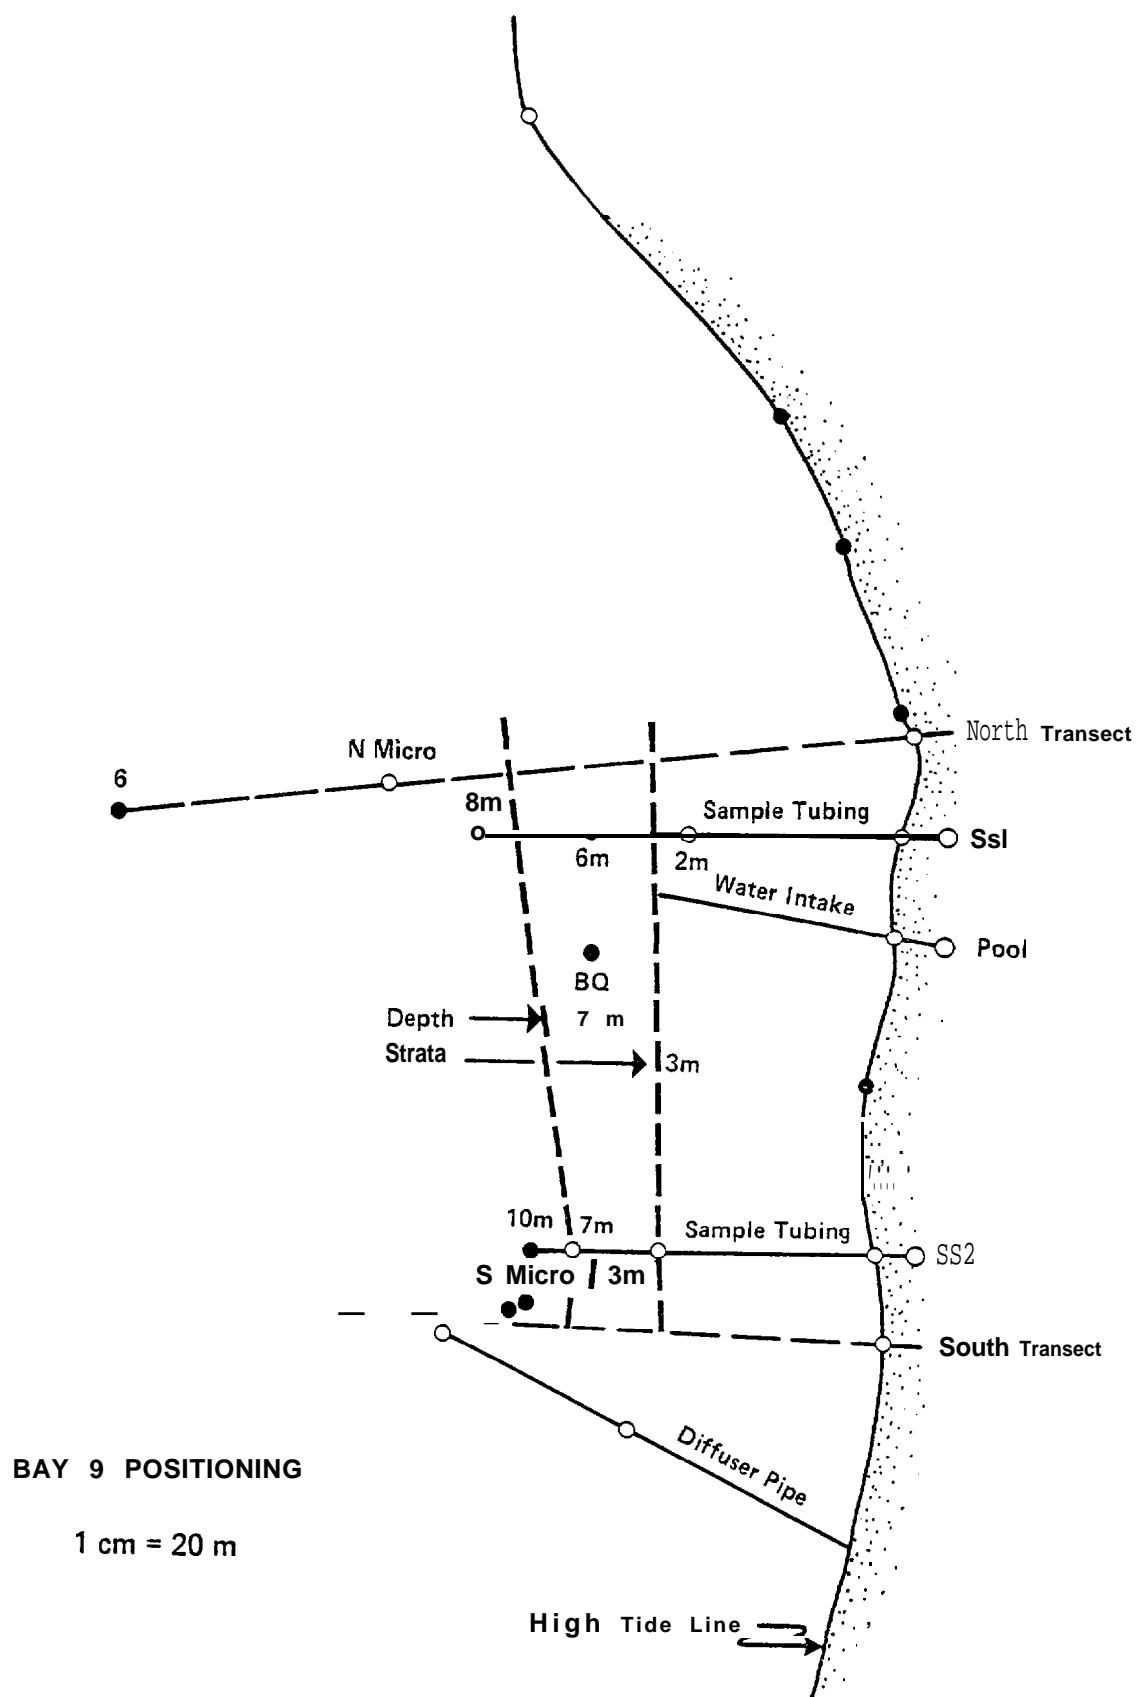 North Transect
N Micro
6
8m
Sample Tubing
Ssl
6m
2m
Water Intake
Pool
BQ
7 m
Depth
Strata
3m
10m
7m
Sample Tubing
SS2
S Micro
3m
South Transect
Diffuser Pipe
BAY 9 POSITIONING
1 cm = 20 m
High Tide Line